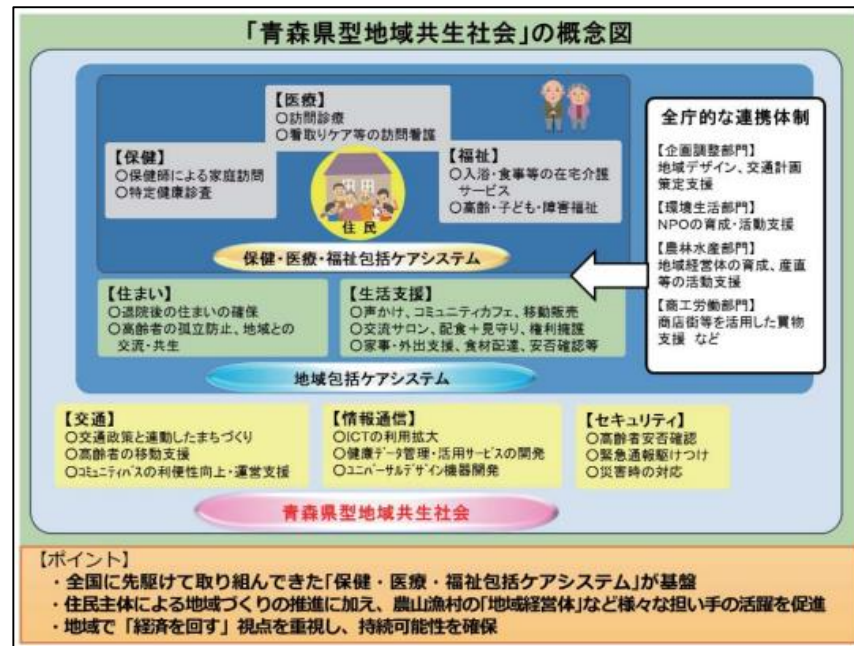 「青森県型地域共生社会」の概念図
【医療】
○訪問診療
○看取りケア等の訪問看護
【保健】
○保健師による家庭訪問
○特定健康診査
【福祉】
○入浴・食事等の在宅介護
サービス
○高齢・子ども・障害福祉
住民
保健・医療・福祉包括ケアシステム
【住まい】
○退院後の住まいの確保
○高齢者の孤立防止、地域との
交流・共生
【生活支援】
○声かけ、コミュニティカフェ、移動販売
○交流サロン、配食+見守り、権利擁護
○家事・外出支援、食材配達、安否確認等
地域包括ケアシステム
【交通】
○交通政策と連動したまちづくり
○高齢者の移動支援
○コミュニティバスの利便性向上・運営支援
【情報通信】
○ICTの利用拡大
○健康データ管理・活用サービスの開発
○ユニバーサルデザイン機器開発
【セキュリティ】
○高齢者安否確認
○緊急通報駆けつけ
○災害時の対応
青森県型地域共生社会
全庁的な連携体制
【企画調整部門】
地域デザイン、交通計画
策定支援
【環境生活部門】
NPOの育成・活動支援
【農林水産部門】
地域経営体の育成、産直
等の活動支援
【商工労働部門】
商店街等を活用した買物
支援 など
【ポイント】
・全国に先駆けて取り組んできた「保健・医療・福祉包括ケアシステム」が基盤
・住民主体による地域づくりの推進に加え、農山漁村の「地域経営体」など様々な担い手の活躍を促進
・地域で「経済を回す」視点を重視し、持続可能性を確保